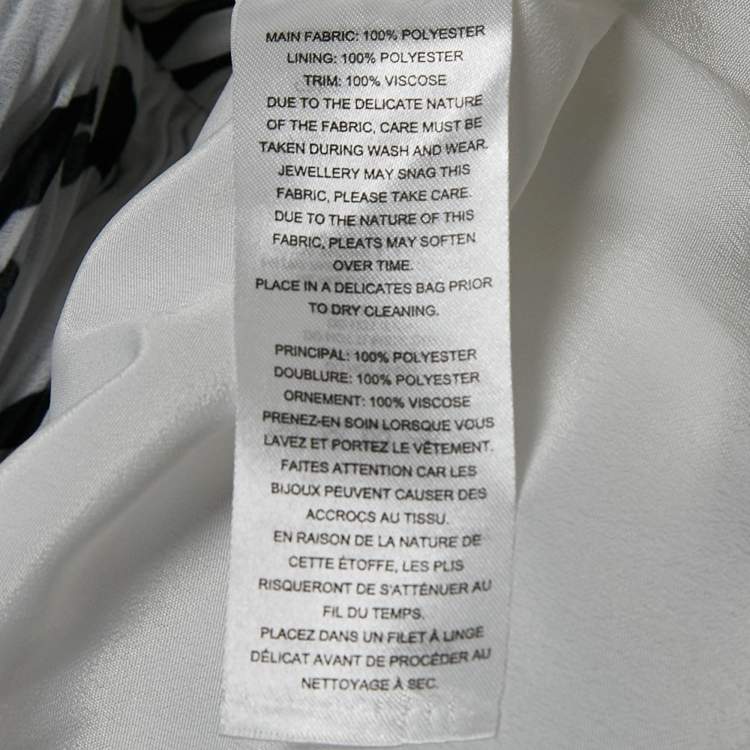 MAIN FABRIC: 100% POLYESTER
LINING: 100% POLYESTER
TRIM: 100% VISCOSE
DUE TO THE DELICATE NATURE
OF THE FABRIC, CARE MUST BE
TAKEN DURING WASH AND WEAR.
JEWELLERY MAY SNAG THIS
FABRIC, PLEASE TAKE CARE.
DUE TO THE NATURE OF THIS
FABRIC, PLEATS MAY SOFTEN
OVER TIME.
PLACE IN A DELICATES BAG PRIOR
TO DRY CLEANING.
PRINCIPAL: 100% POLYESTER
DOUBLURE: 100% POLYESTER
ORNEMENT: 100% VISCOSE
PRENEZ-EN SOIN LORSQUE VOUS
LAVEZ ET PORTEZ LE VÊTEMENT.
FAITES ATTENTION CAR LES
BIJOUX PEUVENT CAUSER DES
ACCROCS AU TISSU.
EN RAISON DE LA NATURE DE
CETTE ÉTOFFE, LES PLIS
RISQUERONT DE S'ATTÉNUER AU
FIL DU TEMPS.
PLACEZ DANS UN FILET À LINGE
DÉLICAT AVANT DE PROCÉDER AU
NETTOYAGE À SEC.